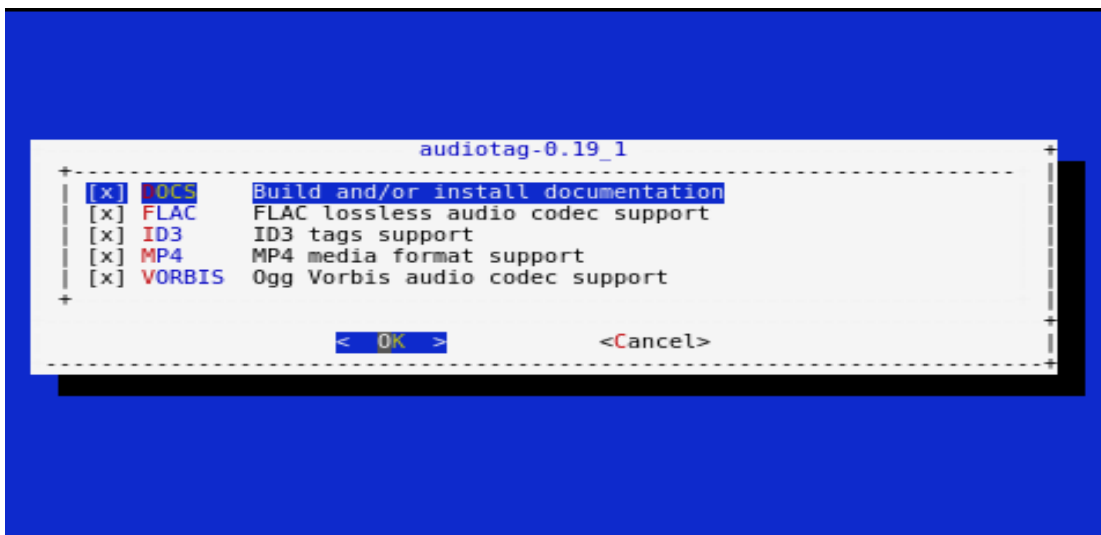 audiotag-0.19_1
[x] DOCS Build and/or install documentation
[x] FLAC FLAC lossless audio codec support
[x] ID3 ID3 tags support
[x] MP4 MP4 media format support
[x] VORBIS Ogg Vorbis audio codec support
< OK > <Cancel>